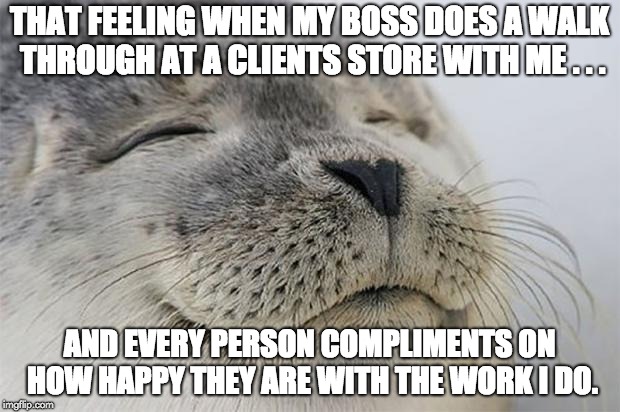 THAT FEELING WHEN MY BOSS DOES A WALK
THROUGH AT A CLIENTS STORE WITH ME . . .
AND EVERY PERSON COMPLIMENTS ON
HOW HAPPY THEY ARE WITH THE WORK I DO.
imgflip.com